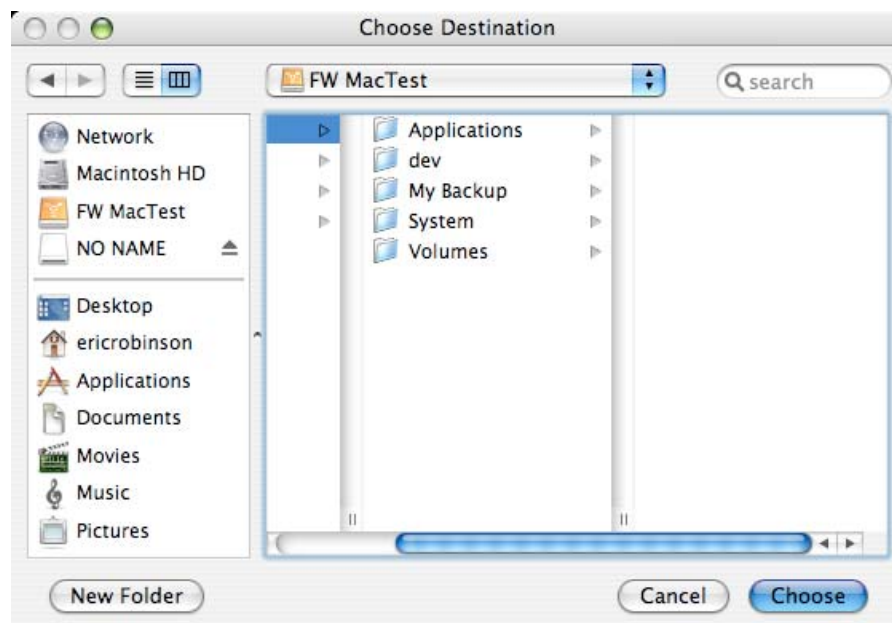 Choose Destination
FW MacTest
search
Network
Macintosh HD
FW MacTest
NO NAME
Desktop
ericrobinson
Applications
Documents
Movies
Music
Pictures
Applications
dev
My Backup
System
Volumes
New Folder
Cancel
Choose